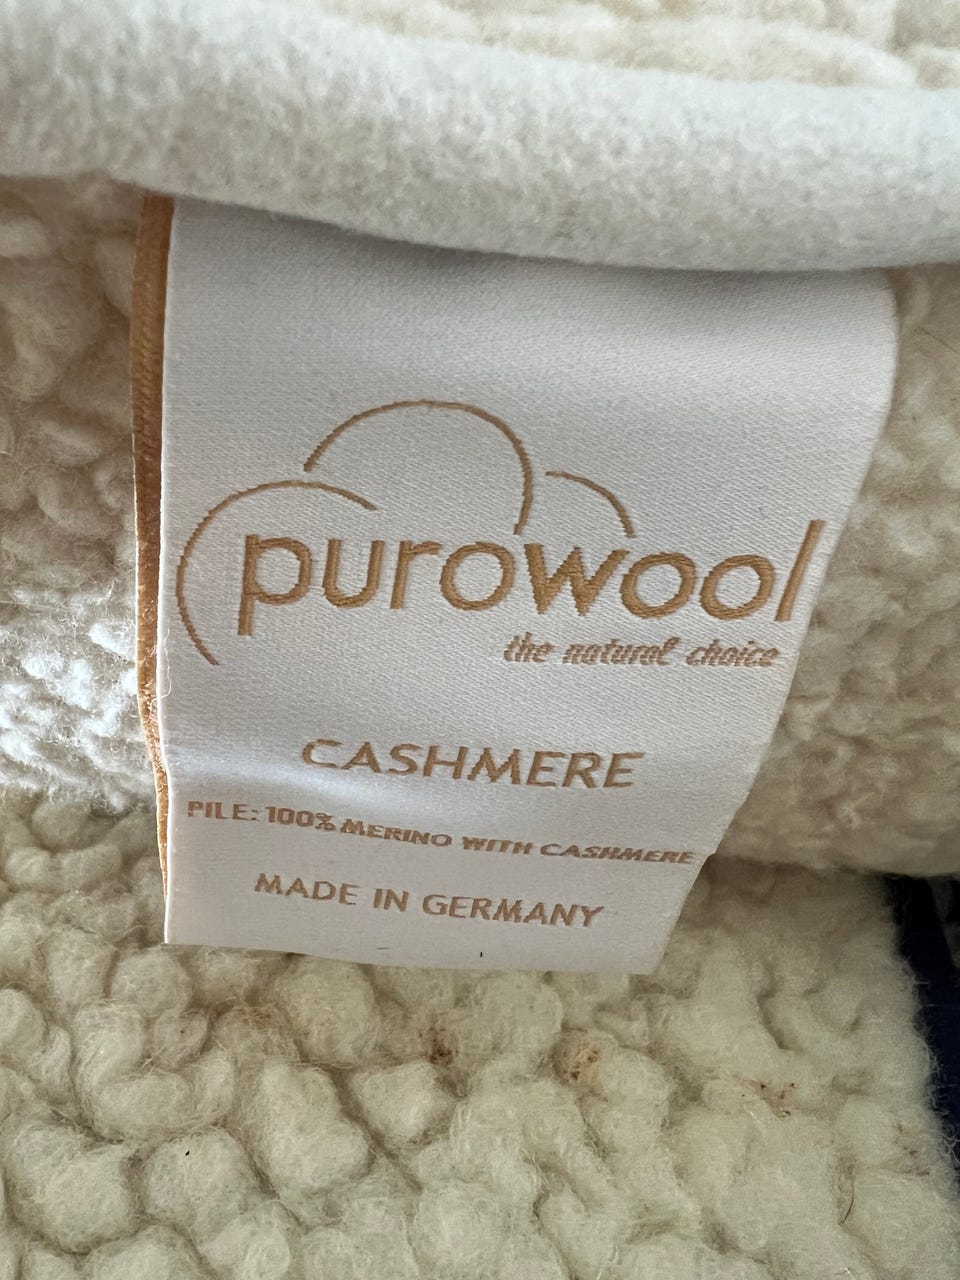 purowool
the natural choice
CASHMERE
PILE: 100% MERINO WITH CASHMERE
MADE IN GERMANY